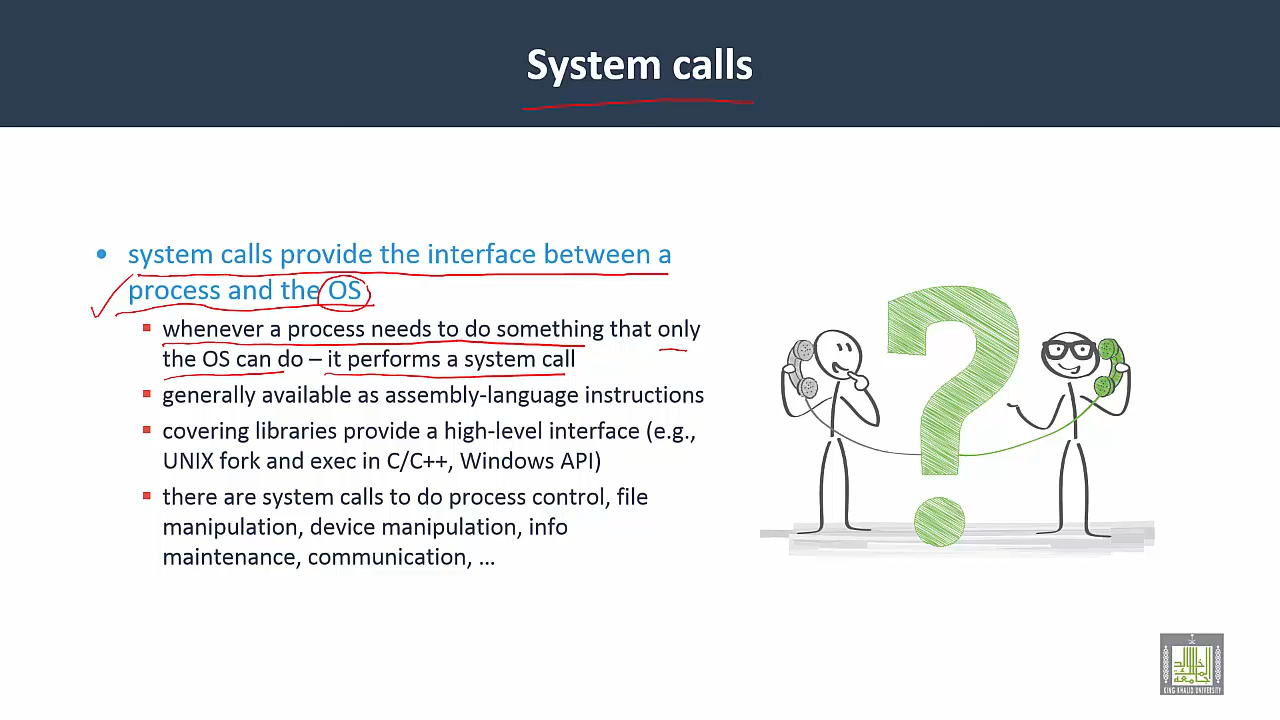 System calls
• system calls provide the interface between a
process and the OS
▪ whenever a process needs to do something that only
the OS can do – it performs a system call
▪ generally available as assembly-language instructions
▪ covering libraries provide a high-level interface (e.g.,
UNIX fork and exec in C/C++, Windows API)
▪ there are system calls to do process control, file
manipulation, device manipulation, info
maintenance, communication, ...
KING KHALID UNIVERSITY